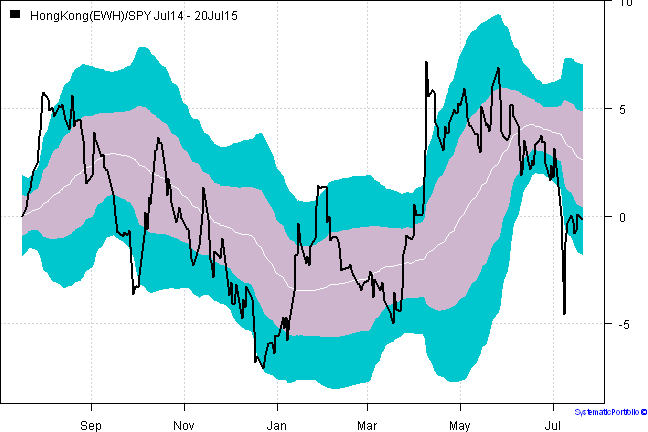 HongKong(EWH)/SPY Jul14 - 20Jul15
10
5
0
-5
Sep Nov Jan Mar May Jul
SystematicPortfolio ©